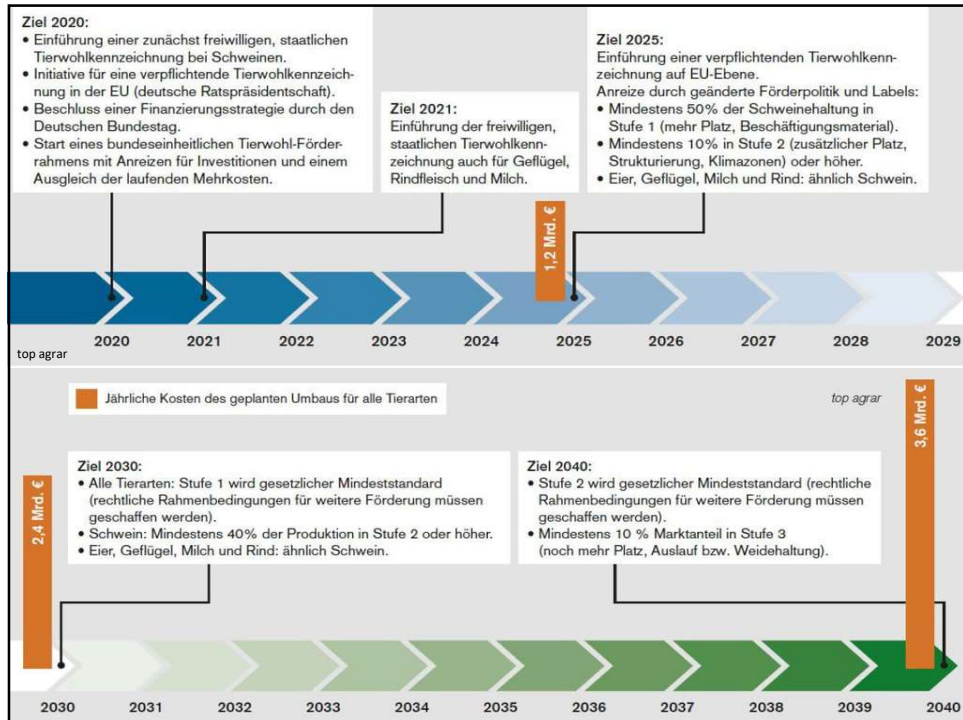 Ziel 2020:
• Einführung einer zunächst freiwilligen, staatlichen
Tierwohlkennzeichnung bei Schweinen.
• Initiative für eine verpflichtende Tierwohlkennzeich-
nung in der EU (deutsche Ratspräsidentschaft).
• Beschluss einer Finanzierungsstrategie durch den
Deutschen Bundestag.
• Start eines bundeseinheitlichen Tierwohl-Förder-
rahmens mit Anreizen für Investitionen und einem
Ausgleich der laufenden Mehrkosten.
Ziel 2021:
Einführung der freiwilligen,
staatlichen Tierwohlkenn-
zeichnung auch für Geflügel,
Rindfleisch und Milch.
Ziel 2025:
Einführung einer verpflichtenden Tierwohlkenn-
zeichnung auf EU-Ebene.
Anreize durch geänderte Förderpolitik und Labels:
• Mindestens 50% der Schweinehaltung in
Stufe 1 (mehr Platz, Beschäftigungsmaterial).
• Mindestens 10% in Stufe 2 (zusätzlicher Platz,
Strukturierung, Klimazonen) oder höher.
• Eier, Geflügel, Milch und Rind: ähnlich Schwein.
1,2 Mrd. €
2020 2021 2022 2023 2024 2025 2026 2027 2028 2029
top agrar
Jährliche Kosten des geplanten Umbaus für alle Tierarten
top agrar
2,4 Mrd. €
Ziel 2030:
• Alle Tierarten: Stufe 1 wird gesetzlicher Mindeststandard
(rechtliche Rahmenbedingungen für weitere Förderung müssen
geschaffen werden).
• Schwein: Mindestens 40% der Produktion in Stufe 2 oder höher.
• Eier, Geflügel, Milch und Rind: ähnlich Schwein.
Ziel 2040:
• Stufe 2 wird gesetzlicher Mindeststandard (rechtliche
Rahmenbedingungen für weitere Förderung müssen
geschaffen werden).
• Mindestens 10 % Marktanteil in Stufe 3
(noch mehr Platz, Auslauf bzw. Weidehaltung).
3,6 Mrd. €
2030 2031 2032 2033 2034 2035 2036 2037 2038 2039 2040